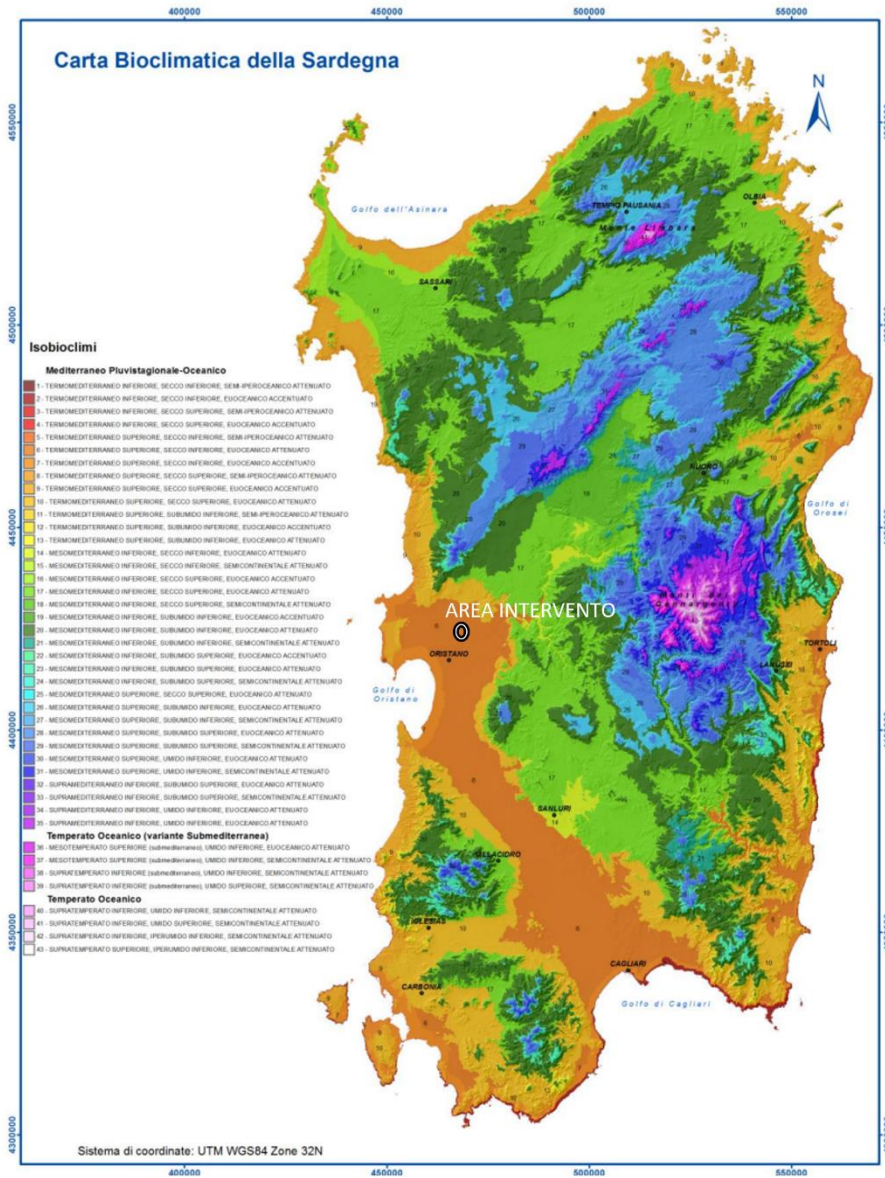 400000 450000 500000 550000
Carta Bioclimatica della Sardegna
N
4550000
Golfo dell'Asinara
TEMPIO PAUSANIA
OLBIA
Monte Limbara
SASSARI
4500000
NUORO
Golfo di
Orosei
4450000
AREA INTERVENTO
ORISTANO
Golfo di
Oristano
TORTOLI
LANUSEI
4400000
SANLURI
VILLACIDRO
4350000
IGLESIAS
CAGLIARI
CARBONIA
Golfo di Cagliari
4300000
Isobioclimi
Mediterraneo Pluvistagionale-Oceanico
1 - TERMOMEDITERRANEO INFERIORE, SECCO INFERIORE, SEMI-IPEROCEANICO ATTENUATO
2 - TERMOMEDITERRANEO INFERIORE, SECCO INFERIORE, EUOCEANICO ACCENTUATO
3 - TERMOMEDITERRANEO INFERIORE, SECCO SUPERIORE, SEMI-IPEROCEANICO ATTENUATO
4 - TERMOMEDITERRANEO INFERIORE, SECCO SUPERIORE, EUOCEANICO ACCENTUATO
5 - TERMOMEDITERRANEO SUPERIORE, SECCO INFERIORE, SEMI-IPEROCEANICO ATTENUATO
6 - TERMOMEDITERRANEO SUPERIORE, SECCO INFERIORE, EUOCEANICO ATTENUATO
7 - TERMOMEDITERRANEO SUPERIORE, SECCO INFERIORE, EUOCEANICO ACCENTUATO
8 - TERMOMEDITERRANEO SUPERIORE, SECCO SUPERIORE, SEMI-IPEROCEANICO ATTENUATO
9 - TERMOMEDITERRANEO SUPERIORE, SECCO SUPERIORE, EUOCEANICO ACCENTUATO
10 - TERMOMEDITERRANEO SUPERIORE, SECCO SUPERIORE, EUOCEANICO ATTENUATO
11 - TERMOMEDITERRANEO SUPERIORE, SUBUMIDO INFERIORE, SEMI-IPEROCEANICO ATTENUATO
12 - TERMOMEDITERRANEO SUPERIORE, SUBUMIDO INFERIORE, EUOCEANICO ACCENTUATO
13 - TERMOMEDITERRANEO SUPERIORE, SUBUMIDO INFERIORE, EUOCEANICO ATTENUATO
14 - MESOMEDITERRANEO INFERIORE, SECCO INFERIORE, EUOCEANICO ATTENUATO
15 - MESOMEDITERRANEO INFERIORE, SECCO INFERIORE, SEMICONTINENTALE ATTENUATO
16 - MESOMEDITERRANEO INFERIORE, SECCO SUPERIORE, EUOCEANICO ACCENTUATO
17 - MESOMEDITERRANEO INFERIORE, SECCO SUPERIORE, EUOCEANICO ATTENUATO
18 - MESOMEDITERRANEO INFERIORE, SECCO SUPERIORE, SEMICONTINENTALE ATTENUATO
19 - MESOMEDITERRANEO INFERIORE, SUBUMIDO INFERIORE, EUOCEANICO ACCENTUATO
20 - MESOMEDITERRANEO INFERIORE, SUBUMIDO INFERIORE, EUOCEANICO ATTENUATO
21 - MESOMEDITERRANEO INFERIORE, SUBUMIDO INFERIORE, SEMICONTINENTALE ATTENUATO
22 - MESOMEDITERRANEO INFERIORE, SUBUMIDO SUPERIORE, EUOCEANICO ACCENTUATO
23 - MESOMEDITERRANEO INFERIORE, SUBUMIDO SUPERIORE, EUOCEANICO ATTENUATO
24 - MESOMEDITERRANEO INFERIORE, SUBUMIDO SUPERIORE, SEMICONTINENTALE ATTENUATO
25 - MESOMEDITERRANEO SUPERIORE, SECCO SUPERIORE, EUOCEANICO ATTENUATO
26 - MESOMEDITERRANEO SUPERIORE, SUBUMIDO INFERIORE, EUOCEANICO ATTENUATO
27 - MESOMEDITERRANEO SUPERIORE, SUBUMIDO INFERIORE, SEMICONTINENTALE ATTENUATO
28 - MESOMEDITERRANEO SUPERIORE, SUBUMIDO SUPERIORE, EUOCEANICO ATTENUATO
29 - MESOMEDITERRANEO SUPERIORE, SUBUMIDO SUPERIORE, SEMICONTINENTALE ATTENUATO
30 - MESOMEDITERRANEO SUPERIORE, UMIDO INFERIORE, EUOCEANICO ATTENUATO
31 - MESOMEDITERRANEO SUPERIORE, UMIDO INFERIORE, SEMICONTINENTALE ATTENUATO
32 - SUPRAMEDITERRANEO INFERIORE, SUBUMIDO SUPERIORE, EUOCEANICO ATTENUATO
33 - SUPRAMEDITERRANEO INFERIORE, SUBUMIDO SUPERIORE, SEMICONTINENTALE ATTENUATO
34 - SUPRAMEDITERRANEO INFERIORE, UMIDO INFERIORE, EUOCEANICO ATTENUATO
35 - SUPRAMEDITERRANEO INFERIORE, UMIDO INFERIORE, EUOCEANICO ATTENUATO
Temperato Oceanico (variante Submediterranea)
36 - MESOTEMPERATO SUPERIORE (submediterraneo), UMIDO INFERIORE, EUOCEANICO ATTENUATO
37 - MESOTEMPERATO SUPERIORE (submediterraneo), UMIDO INFERIORE, SEMICONTINENTALE ATTENUATO
38 - SUPRATEMPERATO INFERIORE (submediterraneo), UMIDO INFERIORE, SEMICONTINENTALE ATTENUATO
39 - SUPRATEMPERATO INFERIORE (submediterraneo), UMIDO SUPERIORE, SEMICONTINENTALE ATTENUATO
Temperato Oceanico
40 - SUPRATEMPERATO INFERIORE, UMIDO INFERIORE, SEMICONTINENTALE ATTENUATO
41 - SUPRATEMPERATO INFERIORE, UMIDO SUPERIORE, SEMICONTINENTALE ATTENUATO
42 - SUPRATEMPERATO INFERIORE, IPERUMIDO INFERIORE, SEMICONTINENTALE ATTENUATO
43 - SUPRATEMPERATO SUPERIORE, IPERUMIDO INFERIORE, SEMICONTINENTALE ATTENUATO
Sistema di coordinate: UTM WGS84 Zone 32N
400000 450000 500000 550000